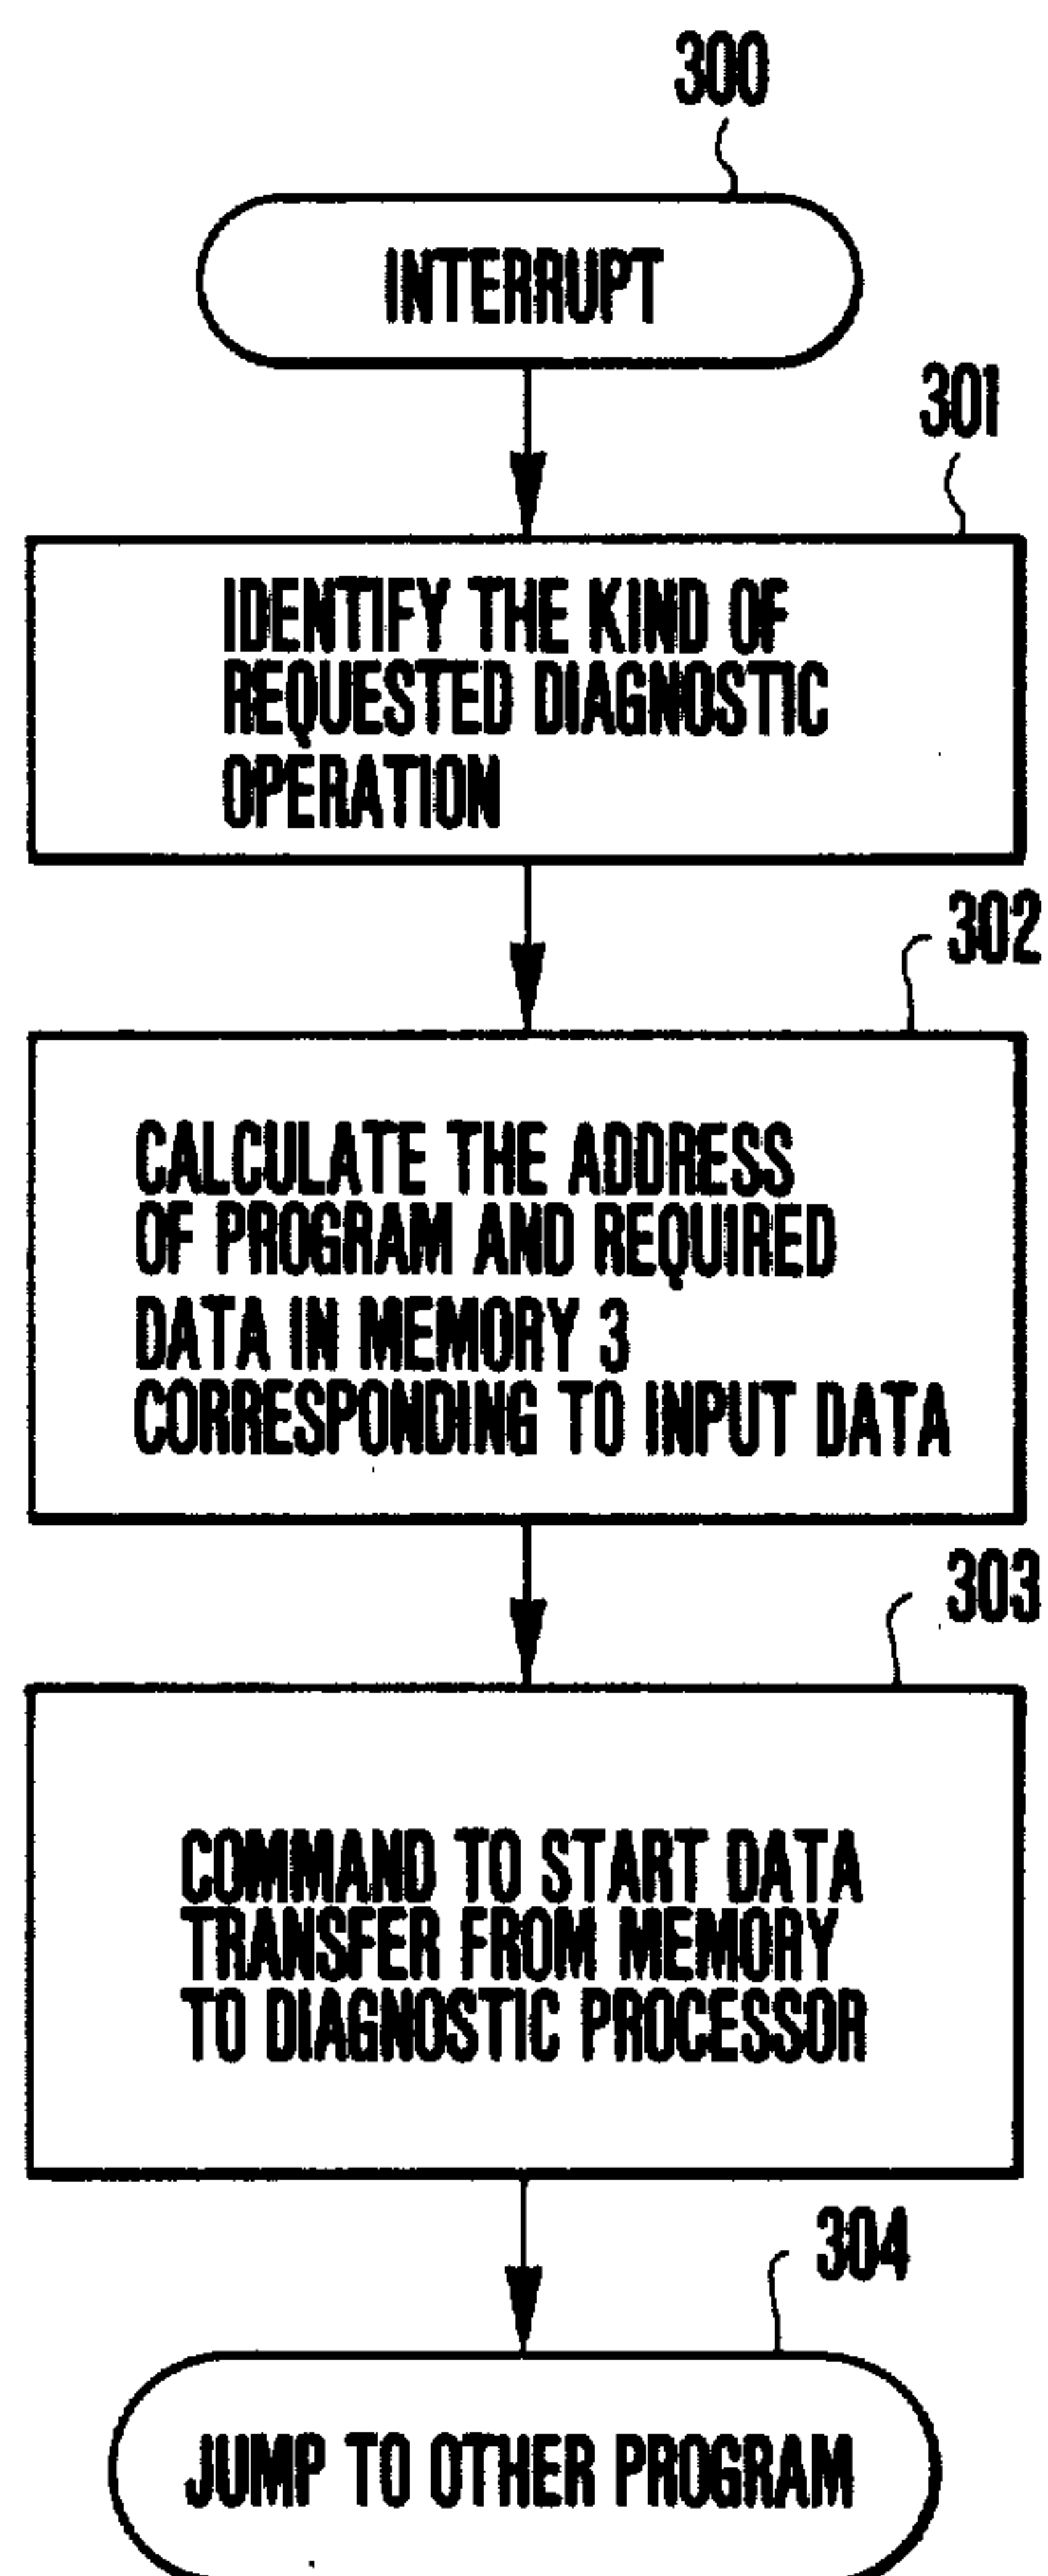 300
INTERRUPT
301
IDENTIFY THE KIND OF
REQUESTED DIAGNOSTIC
OPERATION
302
CALCULATE THE ADDRESS
OF PROGRAM AND REQUIRED
DATA IN MEMORY 3
CORRESPONDING TO INPUT DATA
303
COMMAND TO START DATA
TRANSFER FROM MEMORY
TO DIAGNOSTIC PROCESSOR
304
JUMP TO OTHER PROGRAM